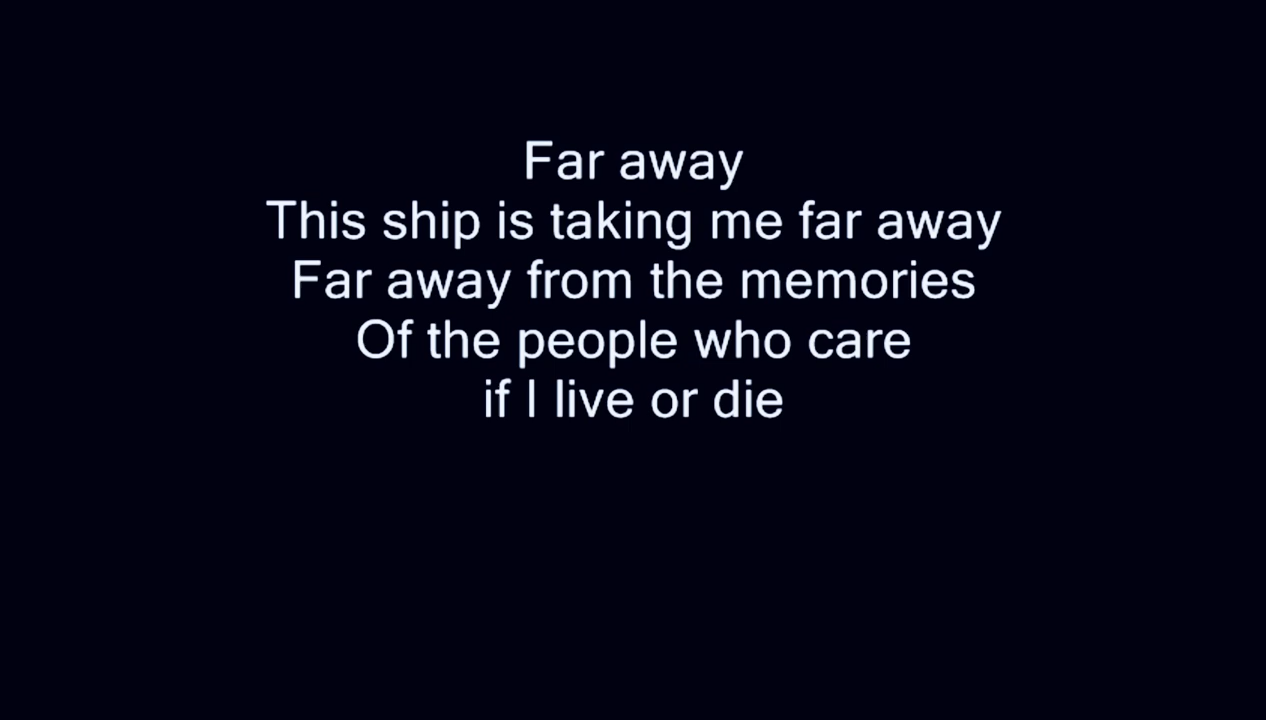 Far away
This ship is taking me far away
Far away from the memories
Of the people who care
if I live or die